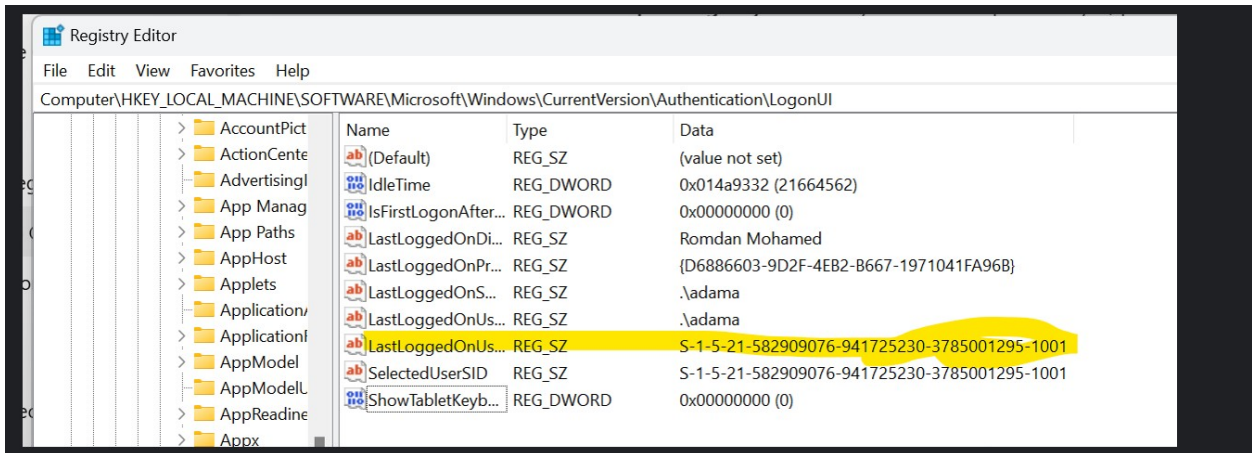 Registry Editor
File Edit View Favorites Help
Computer\HKEY_LOCAL_MACHINE\SOFTWARE\Microsoft\Windows\CurrentVersion\Authentication\LogonUI
AccountPict
ActionCente
AdvertisingI
App Manag
App Paths
AppHost
Applets
Application
Application
AppModel
AppModelU
AppReadine
Appx
Name Type Data
(Default) REG_SZ (value not set)
IdleTime REG_DWORD 0x014a9332 (21664562)
IsFirstLogonAfter... REG_DWORD 0x00000000 (0)
LastLoggedOnDi... REG_SZ Romdan Mohamed
LastLoggedOnPr... REG_SZ {D6886603-9D2F-4EB2-B667-1971041FA96B}
LastLoggedOnS... REG_SZ .\adama
LastLoggedOnUs... REG_SZ .\adama
LastLoggedOnUs... REG_SZ S-1-5-21-582909076-941725230-3785001295-1001
SelectedUserSID REG_SZ S-1-5-21-582909076-941725230-3785001295-1001
ShowTabletKeyb... REG_DWORD 0x00000000 (0)